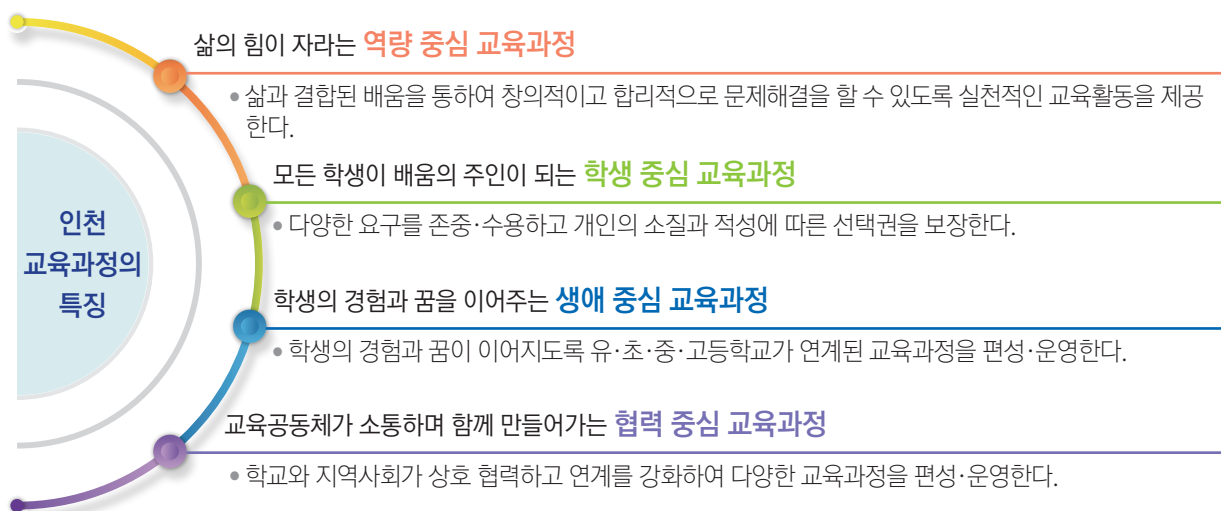 삶의 힘이 자라는 역량 중심 교육과정
• 삶과 결합된 배움을 통하여 창의적이고 합리적으로 문제해결을 할 수 있도록 실천적인 교육활동을 제공
한다.
모든 학생이 배움의 주인이 되는 학생 중심 교육과정
• 다양한 요구를 존중·수용하고 개인의 소질과 적성에 따른 선택권을 보장한다.
인천
교육과정의
특징
학생의 경험과 꿈을 이어주는 생애 중심 교육과정
• 학생의 경험과 꿈이 이어지도록 유·초·중·고등학교가 연계된 교육과정을 편성·운영한다.
교육공동체가 소통하며 함께 만들어가는 협력 중심 교육과정
• 학교와 지역사회가 상호 협력하고 연계를 강화하여 다양한 교육과정을 편성·운영한다.